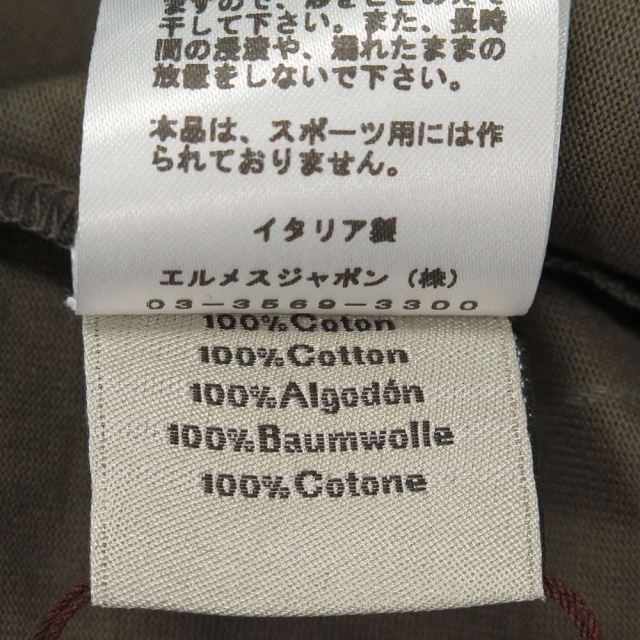 干して下さい。また、長時
間の浸漬や、濡れたままの
放置をしないで下さい。
本品は、スポーツ用には作
られておりません。
イタリア製
エルメスジャポン（株）
03-3569-3300
100%Coton
100%Cotton
100%Algodón
100%Baumwolle
100%Cotone